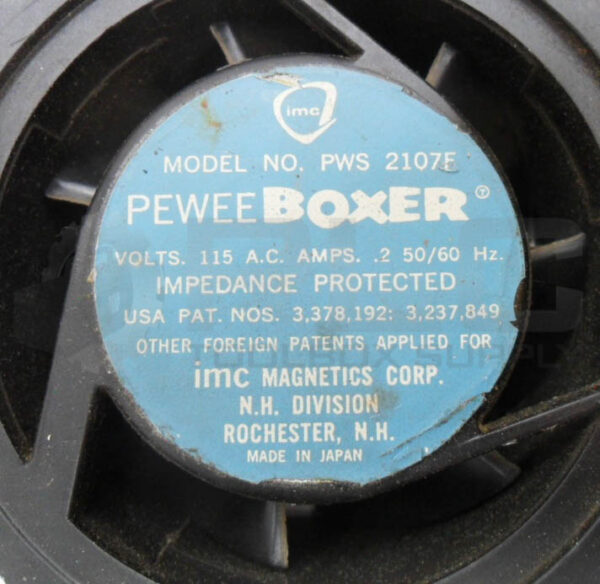 imc
MODEL NO. PWS 2107F
PEWEE BOXER ®
VOLTS. 115 A.C. AMPS. .2 50/60 Hz.
IMPEDANCE PROTECTED
USA PAT. NOS. 3,378,192: 3,237,849
OTHER FOREIGN PATENTS APPLIED FOR
imc MAGNETICS CORP.
N.H. DIVISION
ROCHESTER, N.H.
MADE IN JAPAN